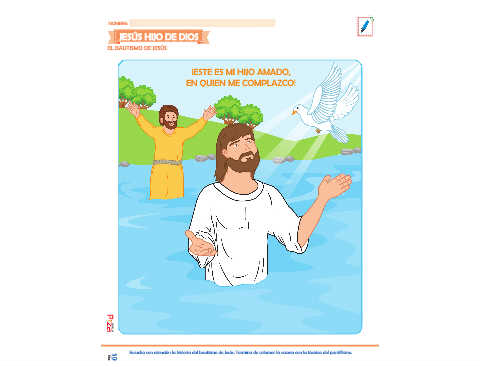 NOMBRE:
JESÚS HIJO DE DIOS
EL BAUTISMO DE JESÚS
¡ESTE ES MI HIJO AMADO,
EN QUIEN ME COMPLAZCO!
Escucha con atención la historia del bautismo de Jesús. Termina de colorear la escena con la técnica del puntillismo.